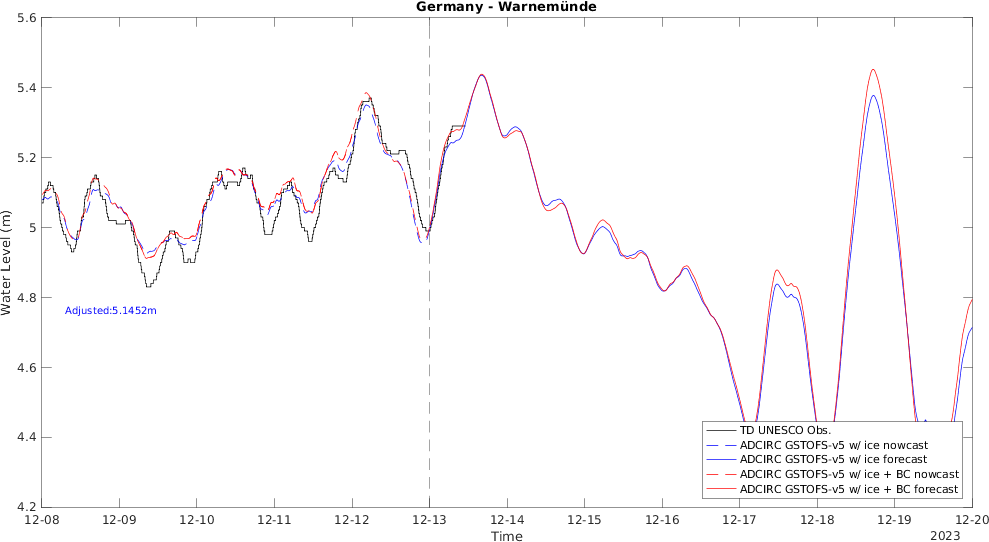 Germany - Warnemünde
Water Level (m)
5.6
5.4
5.2
5
4.8
4.6
4.4
4.2
Adjusted:5.1452m
TD UNESCO Obs.
ADCIRC GSTOFS-v5 w/ ice nowcast
ADCIRC GSTOFS-v5 w/ ice forecast
ADCIRC GSTOFS-v5 w/ ice + BC nowcast
ADCIRC GSTOFS-v5 w/ ice + BC forecast
12-08 12-09 12-10 12-11 12-12 12-13 12-14 12-15 12-16 12-17 12-18 12-19 12-20
Time
2023